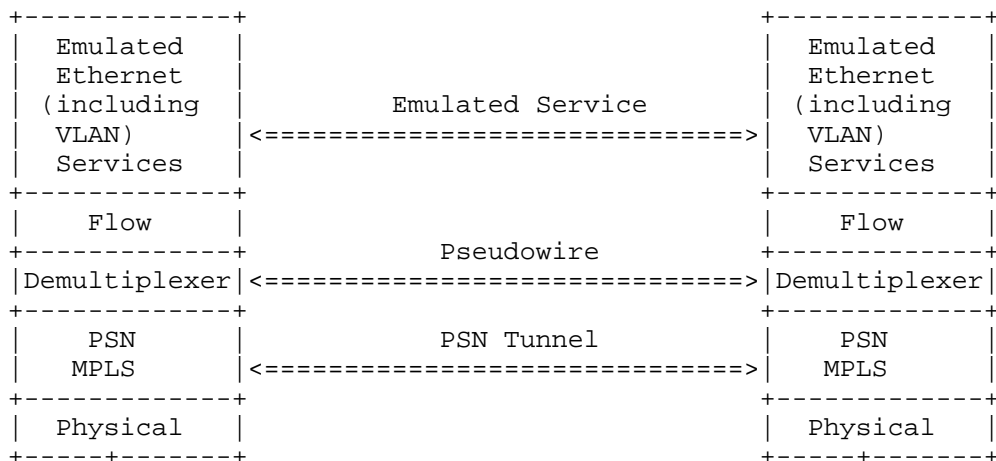 +-------------+                                +-------------+
|  Emulated   |                                |  Emulated   |
|  Ethernet   |                                |  Ethernet   |
| (including  |         Emulated Service       | (including  |
|  VLAN)      |<==============================>|  VLAN)      |
|  Services   |                                |  Services   |
+-------------+                                +-------------+
|    Flow     |                                |    Flow     |
+-------------+            Pseudowire          +-------------+
|Demultiplexer|<==============================>|Demultiplexer|
+-------------+                                +-------------+
|    PSN      |            PSN Tunnel          |    PSN      |
|   MPLS      |<==============================>|   MPLS      |
+-------------+                                +-------------+
|  Physical   |                                |  Physical   |
+-----+-------+                                +-----+-------+